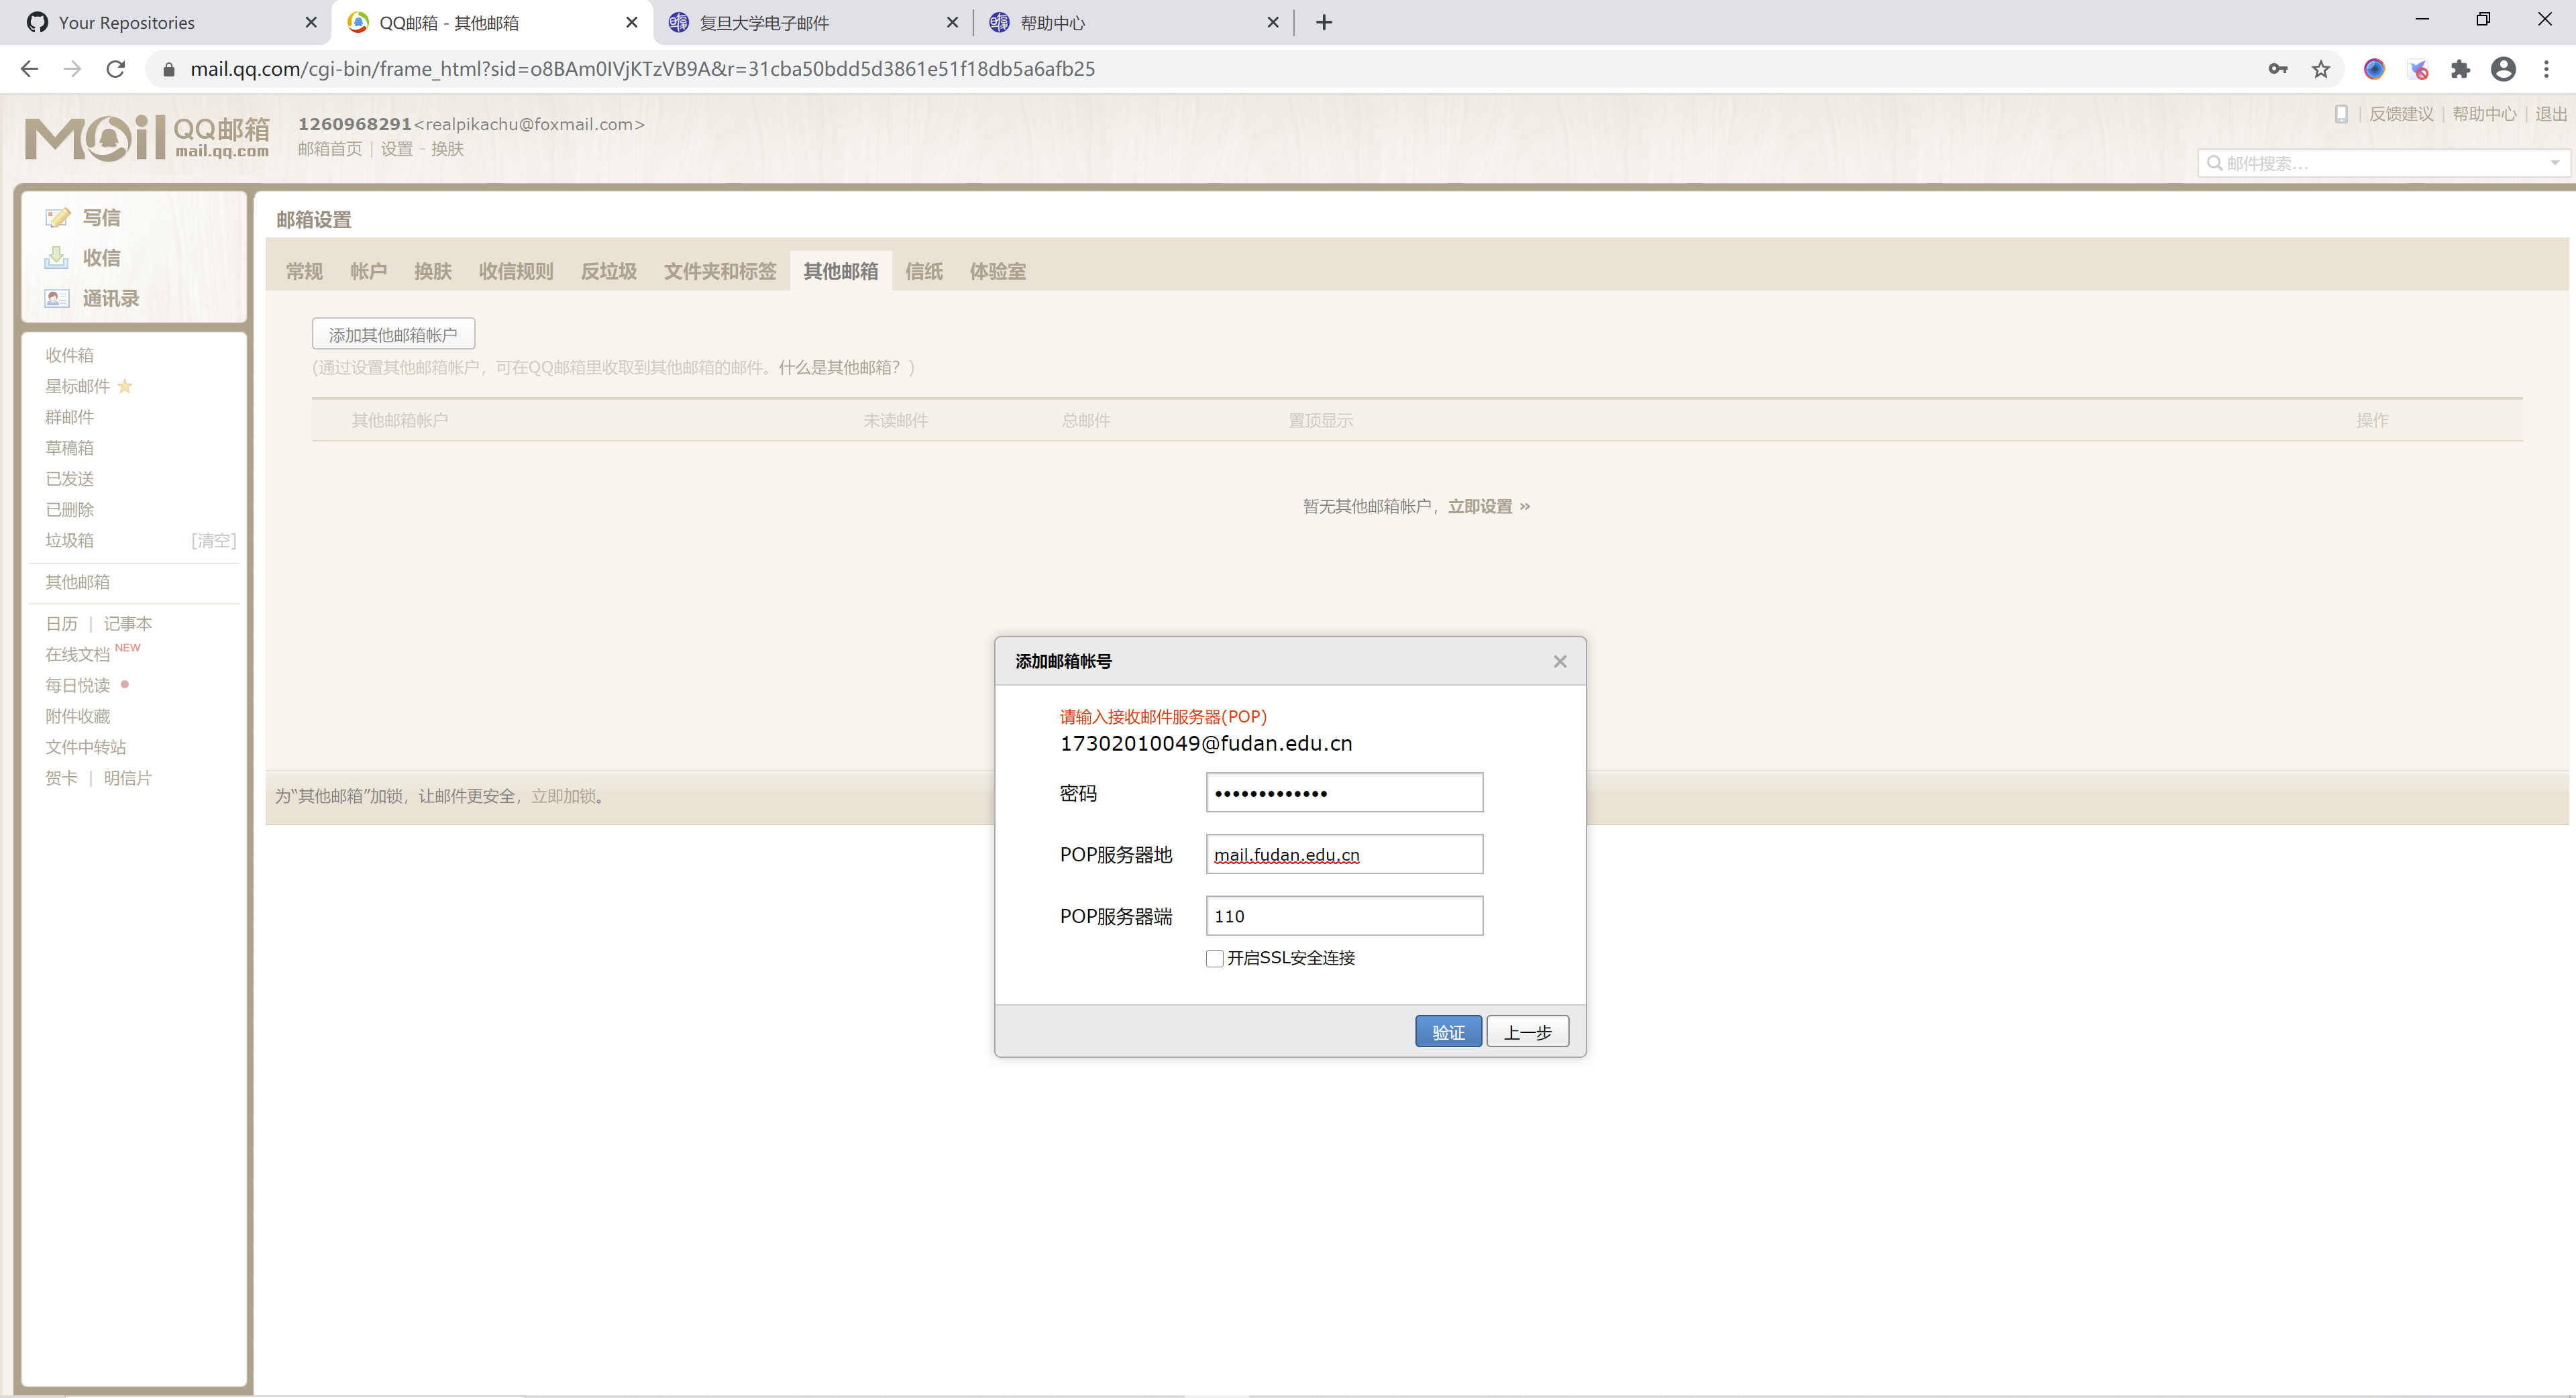 Your Repositories
QQ邮箱 - 其他邮箱
复旦大学电子邮件
帮助中心
mail.qq.com/cgi-bin/frame_html?sid=o8BAm0IVjKTzVB9A&r=31cba50bdd5d3861e51f18db5a6afb25
Mail QQ邮箱
mail.qq.com
1260968291<realpikachu@foxmail.com>
邮箱首页 | 设置 - 换肤
| 反馈建议 | 帮助中心 | 退出
邮件搜索...
写信
收信
通讯录
收件箱
星标邮件
群邮件
草稿箱
已发送
已删除
垃圾箱 [清空]
其他邮箱
日历 | 记事本
在线文档 NEW
每日悦读
附件收藏
文件中转站
贺卡 | 明信片
邮箱设置
常规 帐户 换肤 收信规则 反垃圾 文件夹和标签 其他邮箱 信纸 体验室
添加其他邮箱帐户
(通过设置其他邮箱帐户，可在QQ邮箱里收取到其他邮箱的邮件。什么是其他邮箱？)
其他邮箱帐户 未读邮件 总邮件 置顶显示 操作
暂无其他邮箱帐户，立即设置 »
为“其他邮箱”加锁，让邮件更安全，立即加锁。
添加邮箱帐号
请输入接收邮件服务器(POP)
17302010049@fudan.edu.cn
密码 •••••••••••••
POP服务器地 mail.fudan.edu.cn
POP服务器端 110
开启SSL安全连接
验证 上一步